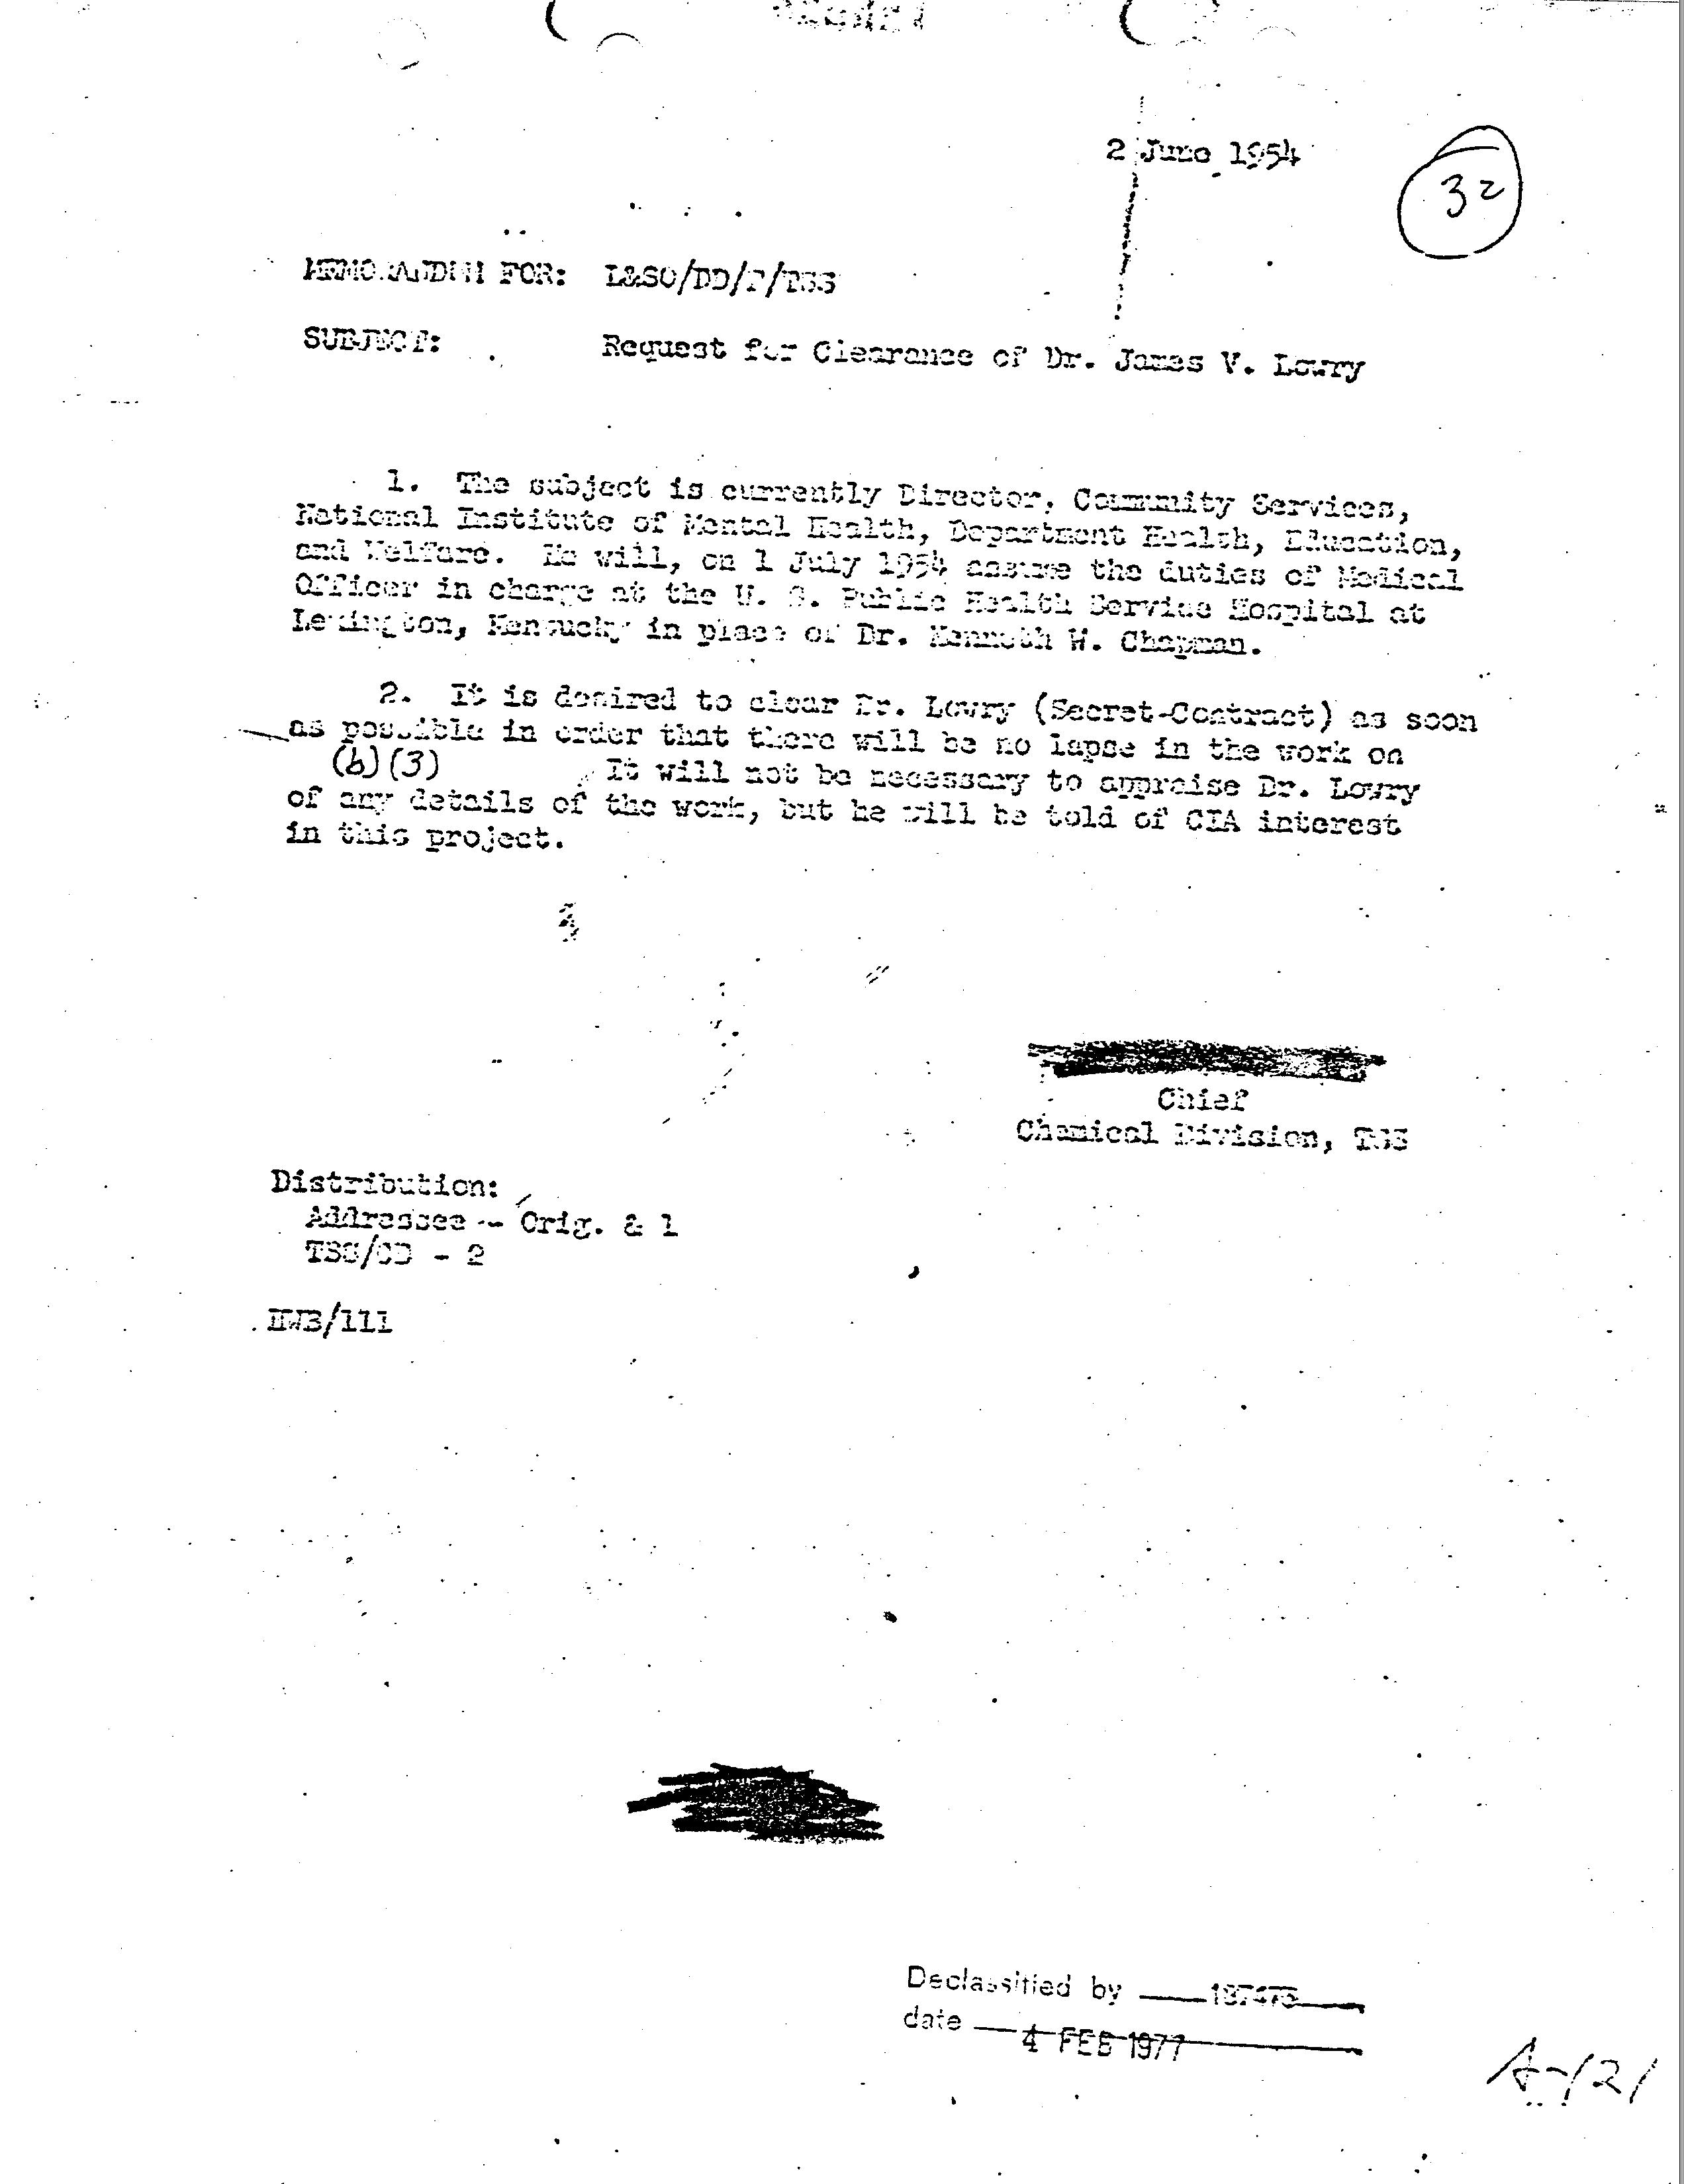 2 June 1954
32
MEMORANDUM FOR: L&SO/DD/P/TSS
SUBJECT: Request for Clearance of Dr. James V. Lowry
1. The subject is currently Director, Community Services,
National Institute of Mental Health, Department Health, Education,
and Welfare. He will, on 1 July 1954 assume the duties of Medical
Officer in charge at the U. S. Public Health Service Hospital at
Lexington, Kentucky in place of Dr. Kenneth W. Chapman.
2. It is desired to clear Dr. Lowry (Secret-Contract) as soon
as possible in order that there will be no lapse in the work on
(b)(3) It will not be necessary to appraise Dr. Lowry
of any details of the work, but he will be told of CIA interest
in this project.
Chief
Chemical Division, TSS
Distribution:
Addressee - Orig. & 1
TSS/CD - 2
/111
Declassified by
date 4 FEB 1977
A-121